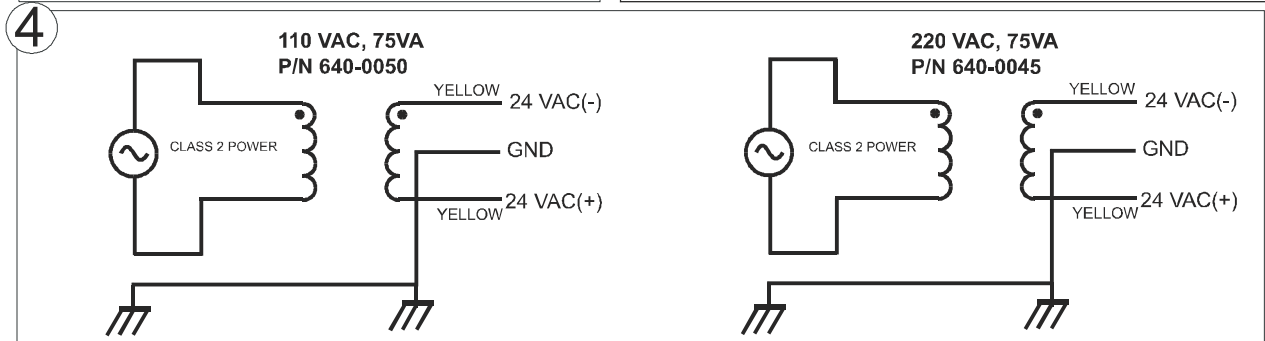 4
110 VAC, 75VA
P/N 640-0050
YELLOW
24 VAC(-)
CLASS 2 POWER
GND
24 VAC(+)
YELLOW
220 VAC, 75VA
P/N 640-0045
YELLOW
24 VAC(-)
CLASS 2 POWER
GND
24 VAC(+)
YELLOW